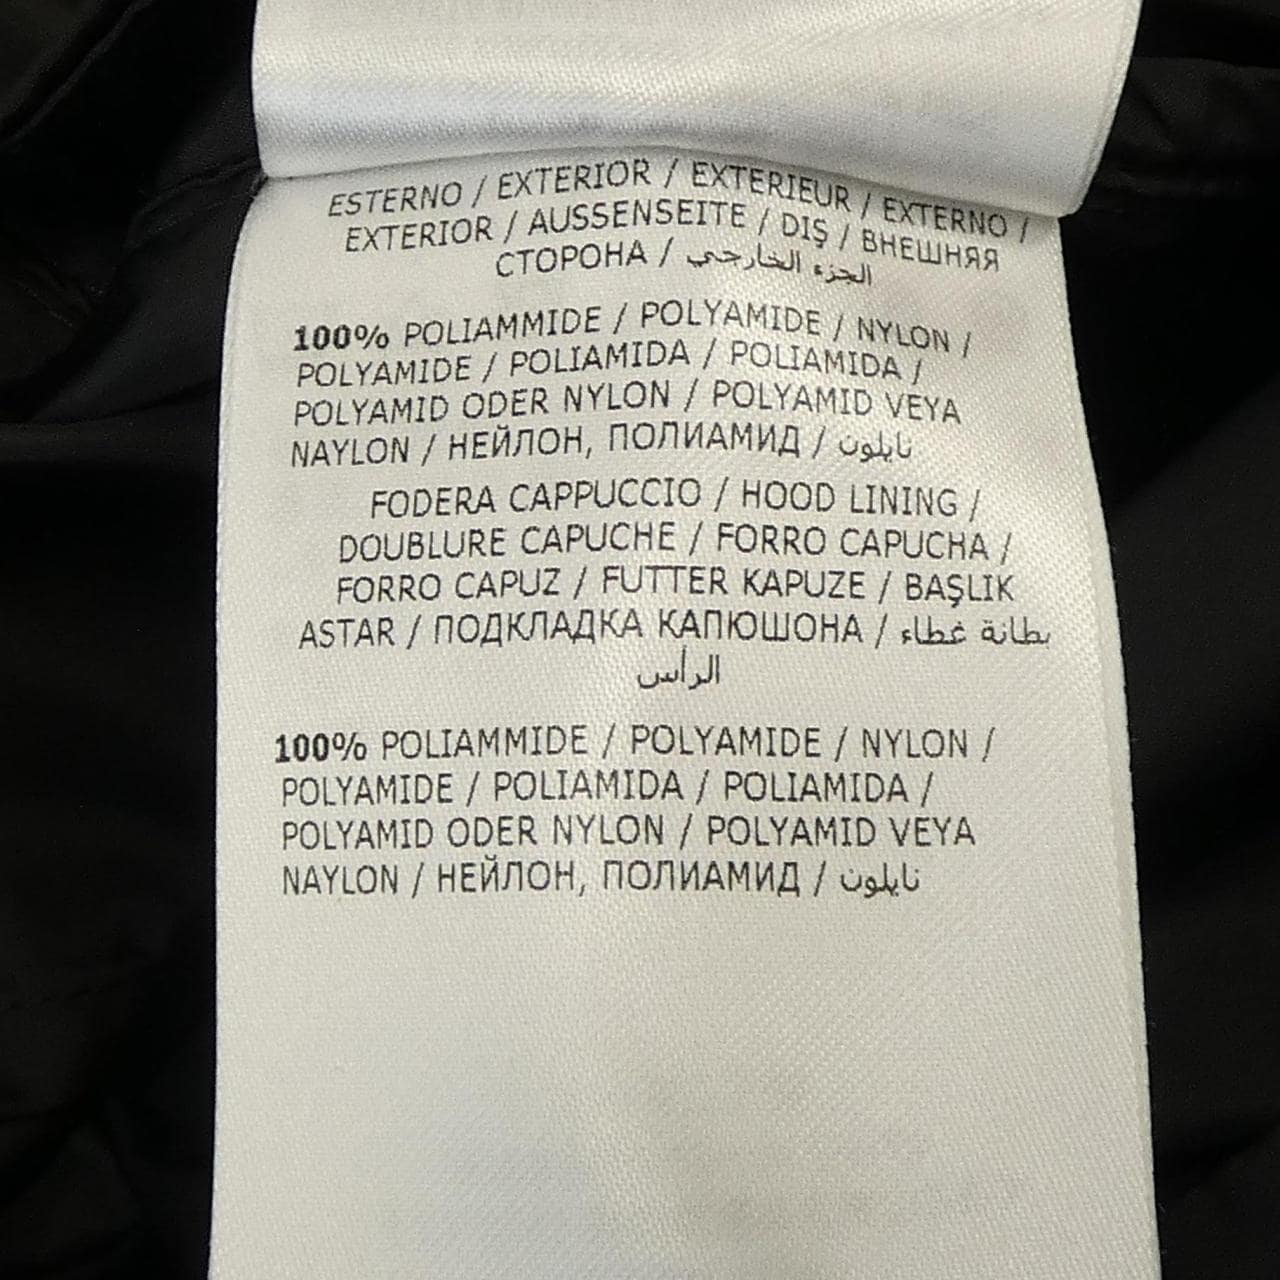 ESTERNO / EXTERIOR / EXTERIEUR / EXTERNO /
EXTERIOR / AUSSENSEITE / DIŞ / ВНЕШНЯЯ
СТОРОНА / الجزء الخارجي
100% POLIAMMIDE / POLYAMIDE / NYLON /
POLYAMIDE / POLIAMIDA / POLIAMIDA /
POLYAMID ODER NYLON / POLYAMID VEYA
NAYLON / НЕЙЛОН, ПОЛИАМИД / نايلون
FODERA CAPPUCCIO / HOOD LINING /
DOUBLURE CAPUCHE / FORRO CAPUCHA /
FORRO CAPUZ / FUTTER KAPUZE / BAŞLIK
ASTAR / ПОДКЛАДКА КАПЮШОНА / بطانة غطاء
الرأس
100% POLIAMMIDE / POLYAMIDE / NYLON /
POLYAMIDE / POLIAMIDA / POLIAMIDA /
POLYAMID ODER NYLON / POLYAMID VEYA
NAYLON / НЕЙЛОН, ПОЛИАМИД / نايلون